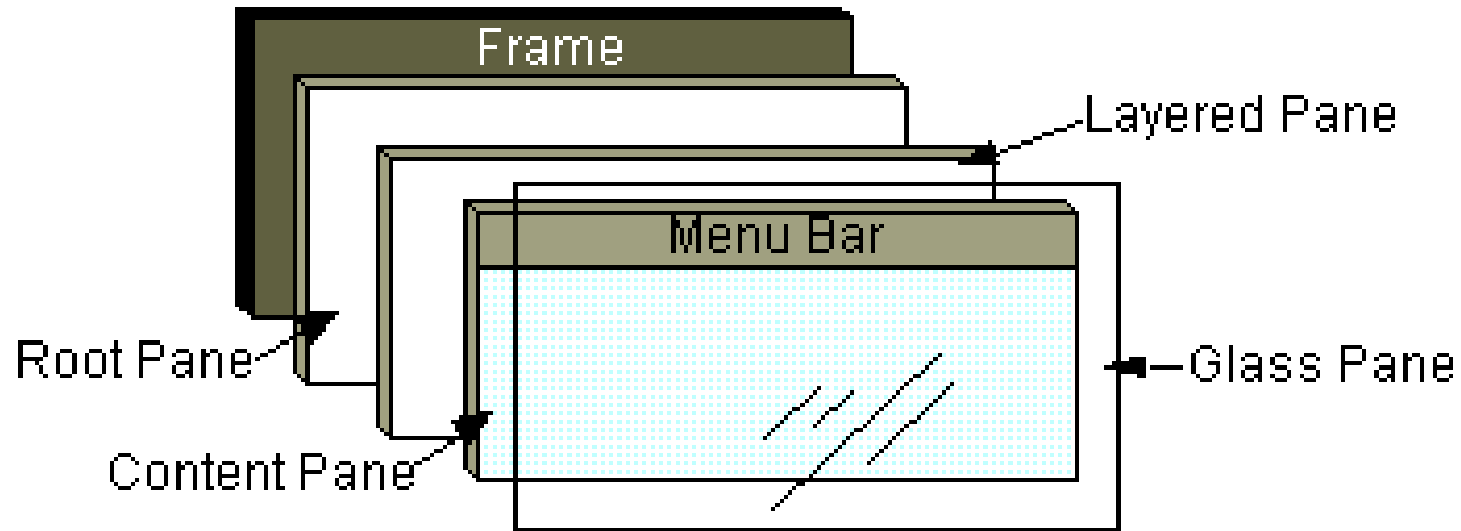 Frame
Layered Pane
Menu Bar
Root Pane
Glass Pane
Content Pane